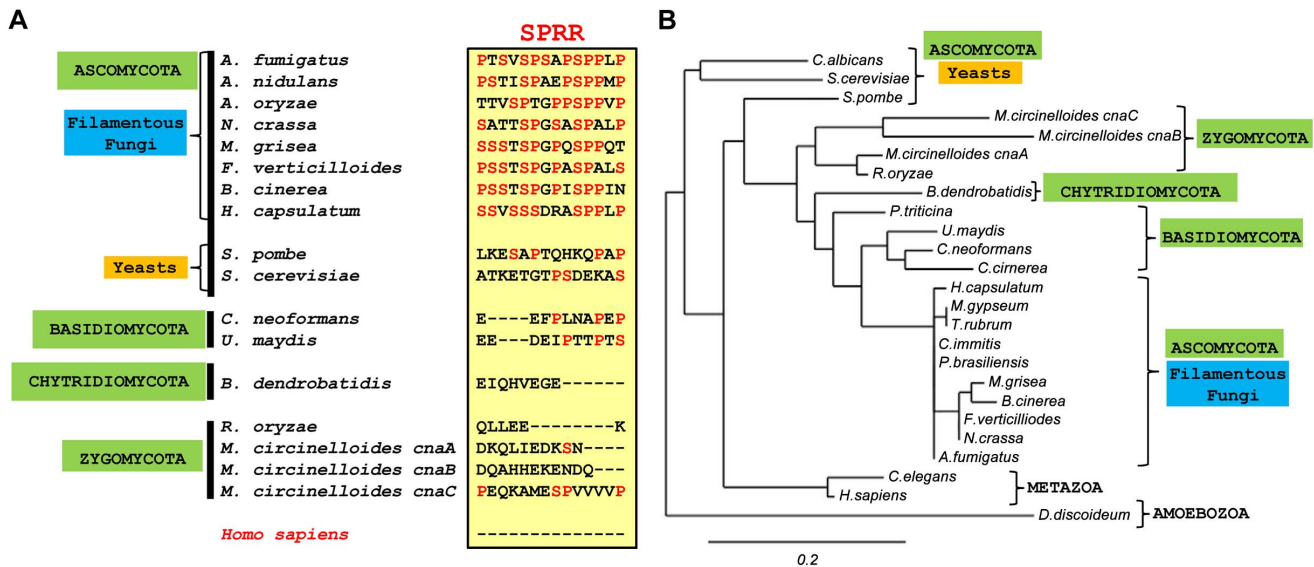 A
SPRR
ASCOMYCOTA
Filamentous
Fungi
A. fumigatus PTSVSPSAPSPPLP
A. nidulans PSTISPAEPSPPMP
A. oryzae TTVSPTGPPSPPVP
N. crassa SATTSPGSASPALP
M. grisea SSSTSPGPQSPPQT
F. verticilloides PSSTSPGPASPALS
B. cinerea PSSTSPGPISPPIN
H. capsulatum SSVSSSDRASPPLP
Yeasts
S. pombe LKESAPTQHKQPAP
S. cerevisiae ATKETGTPSDEKAS
BASIDIOMYCOTA
C. neoformans E----EFPLNAPEP
U. maydis EE---DEIPTTPTS
CHYTRIDIOMYCOTA
B. dendrobatidis EIQHVEGE------
ZYGOMYCOTA
R. oryzae QLLEE--------K
M. circinelloides cnaA DKQLIEDKSN----
M. circinelloides cnaB DQAHHEKENDQ---
M. circinelloides cnaC PEQKAMESPVVVVP
Homo sapiens --------------
B
C.albicans
S.cerevisiae
S.pombe
ASCOMYCOTA
Yeasts
M.circinelloides cnaC
M.circinelloides cnaB
M.circinelloides cnaA
R.oryzae
ZYGOMYCOTA
B.dendrobatidis
CHYTRIDIOMYCOTA
P.triticina
U.maydis
C.neoformans
C.cirnerea
BASIDIOMYCOTA
H.capsulatum
M.gypseum
T.rubrum
C.immitis
P.brasiliensis
M.grisea
B.cinerea
F.verticilliodes
N.crassa
A.fumigatus
ASCOMYCOTA
Filamentous
Fungi
C.elegans
H.sapiens
METAZOA
D.discoideum
AMOEBOZOA
0.2